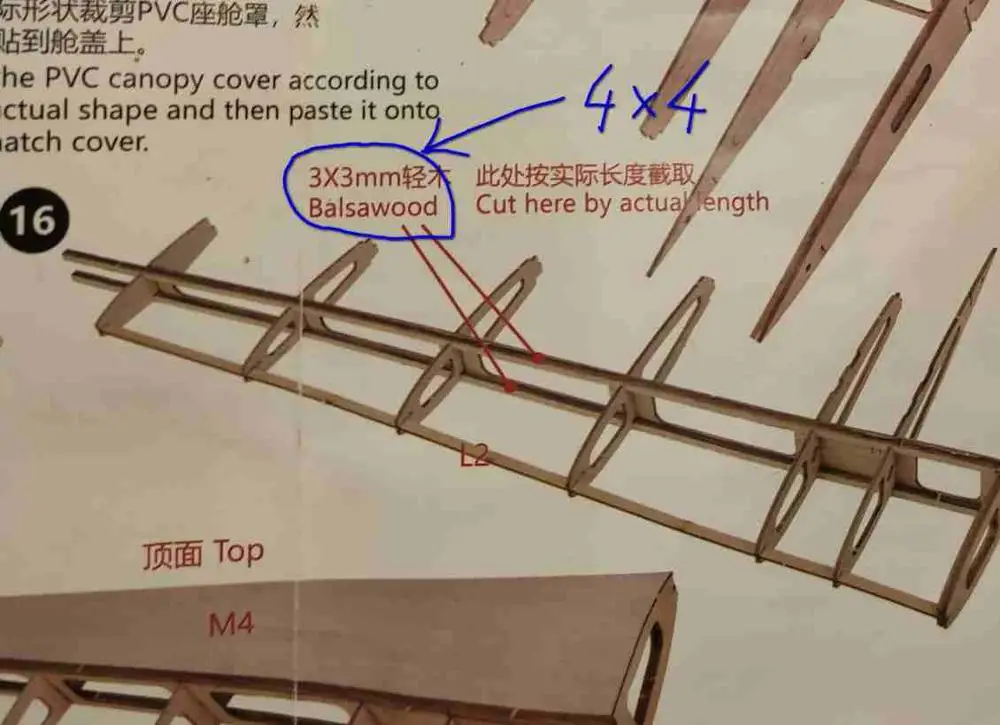 际形状裁剪PVC座舱罩，然
贴到舱盖上。
he PVC canopy cover according to
ctual shape and then paste it onto
hatch cover.
4x4
3X3mm轻木 此处按实际长度截取
Balsawood Cut here by actual length
16
L2
顶面 Top
M4